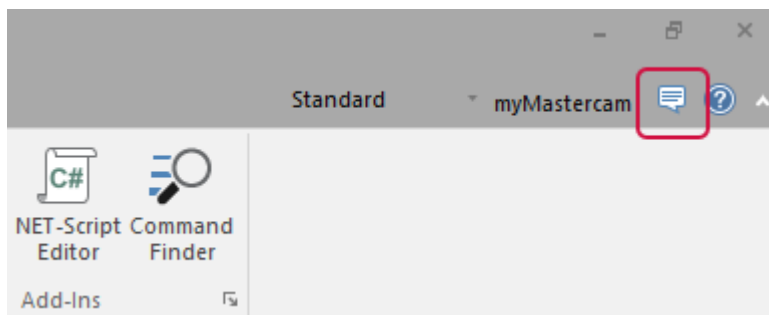 Standard
myMastercam
?
C#
NET-Script Command
Editor Finder
Add-Ins